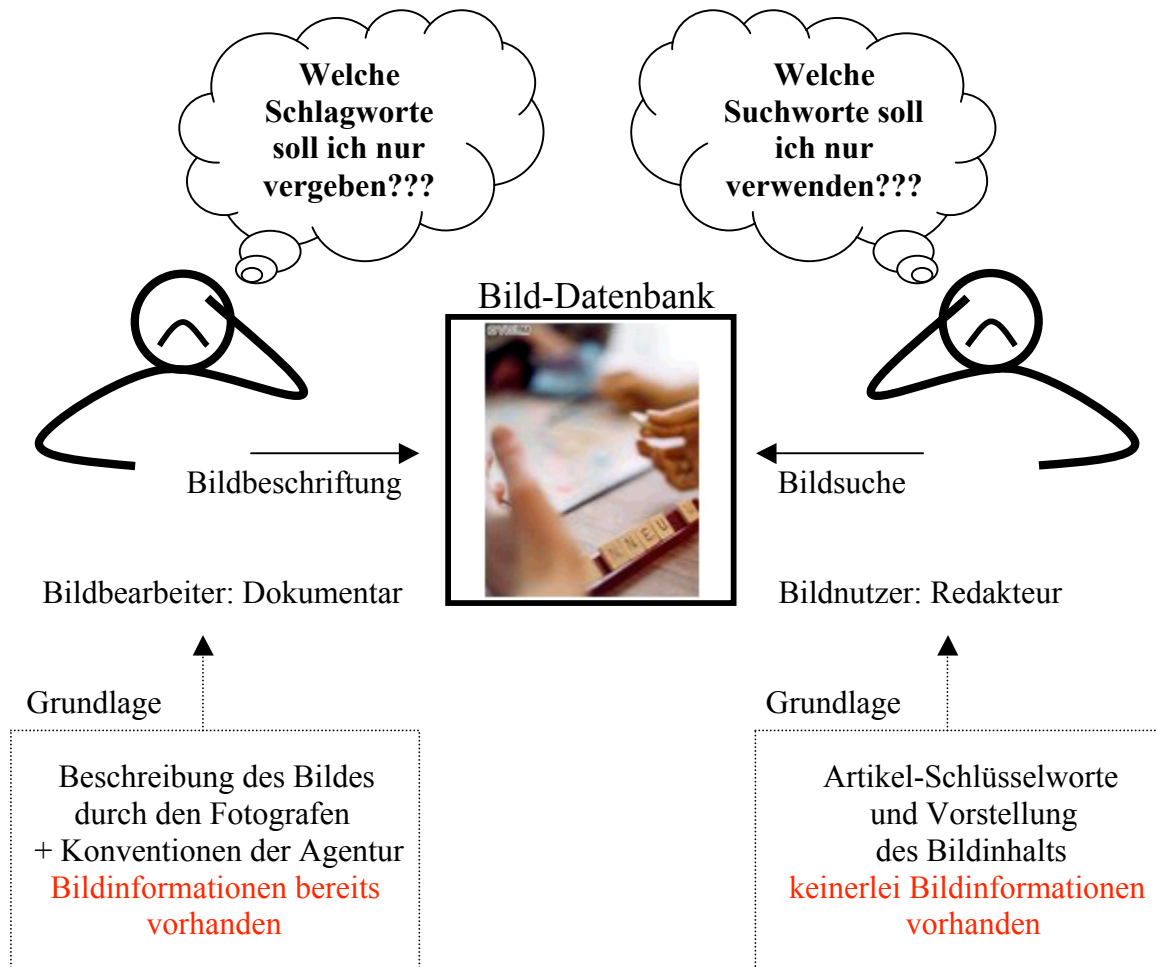 Welche
Schlagworte
soll ich nur
vergeben???
Welche
Suchworte soll
ich nur
verwenden???
Bild-Datenbank
NNEU
Bildbeschriftung
Bildsuche
Bildbearbeiter: Dokumentar
Bildnutzer: Redakteur
Grundlage
Grundlage
Beschreibung des Bildes
durch den Fotografen
+ Konventionen der Agentur
Bildinformationen bereits
vorhanden
Artikel-Schlüsselworte
und Vorstellung
des Bildinhalts
keinerlei Bildinformationen
vorhanden